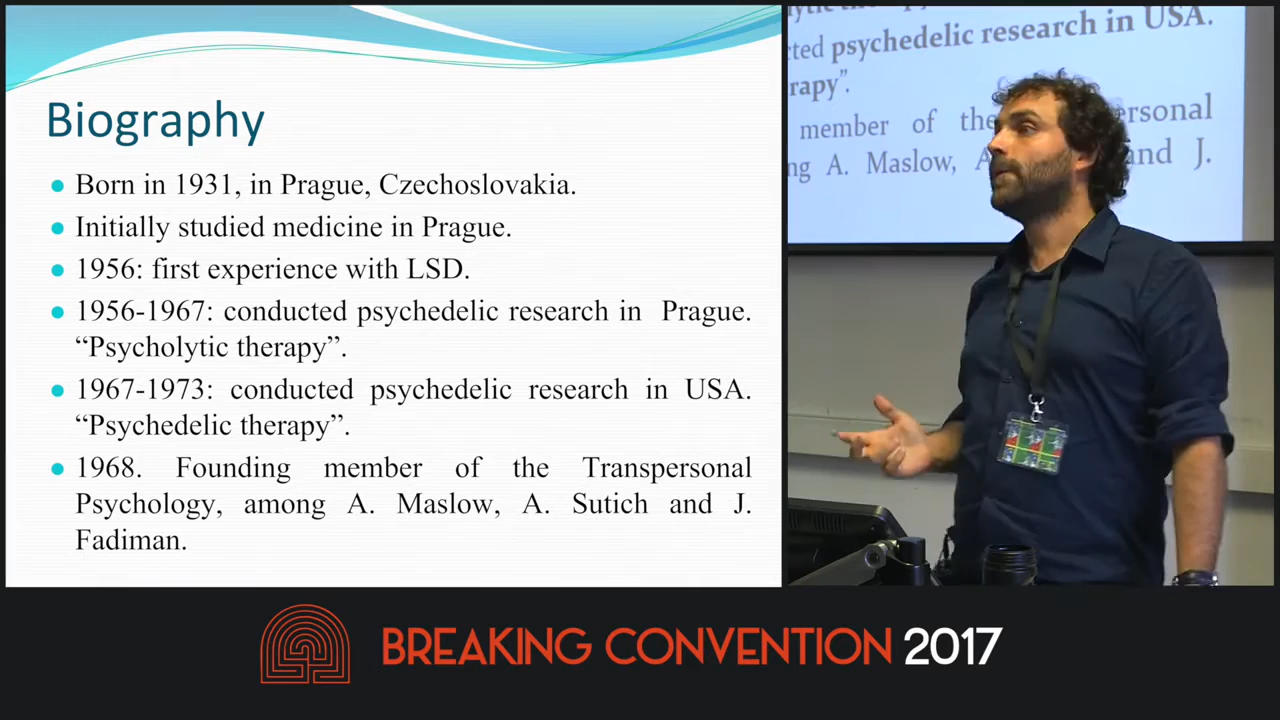 Biography
Born in 1931, in Prague, Czechoslovakia.
Initially studied medicine in Prague.
1956: first experience with LSD.
1956-1967: conducted psychedelic research in Prague.
“Psycholytic therapy”.
1967-1973: conducted psychedelic research in USA.
“Psychedelic therapy”.
1968. Founding member of the Transpersonal
Psychology, among A. Maslow, A. Sutich and J.
Fadiman.
psychedelic research in USA.
member of the
A. Maslow,
and J.
BREAKING CONVENTION 2017